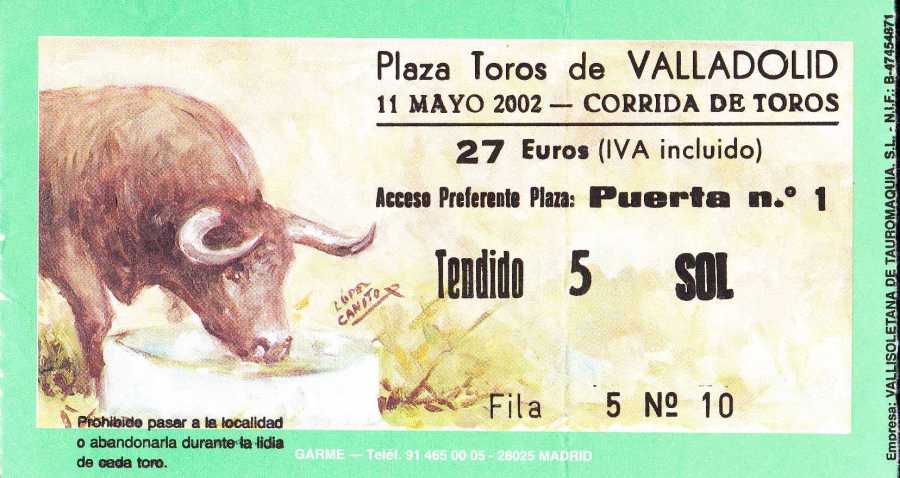 Plaza Toros de VALLADOLID
11 MAYO 2002 — CORRIDA DE TOROS
27 Euros (IVA incluido)
Acceso Preferente Plaza: Puerta n.º 1
Tendido 5 SOL
Fila 5 Nº 10
LOPEZ
CANITO
Prohibido pasar a la localidad
o abandonarla durante la lidia
de cada toro.
GARME — Teléf. 91 465 00 05 - 28025 MADRID
Empresa: VALLISOLETANA DE TAUROMAQUIA, S.L. - N.I.F.: B-47454871